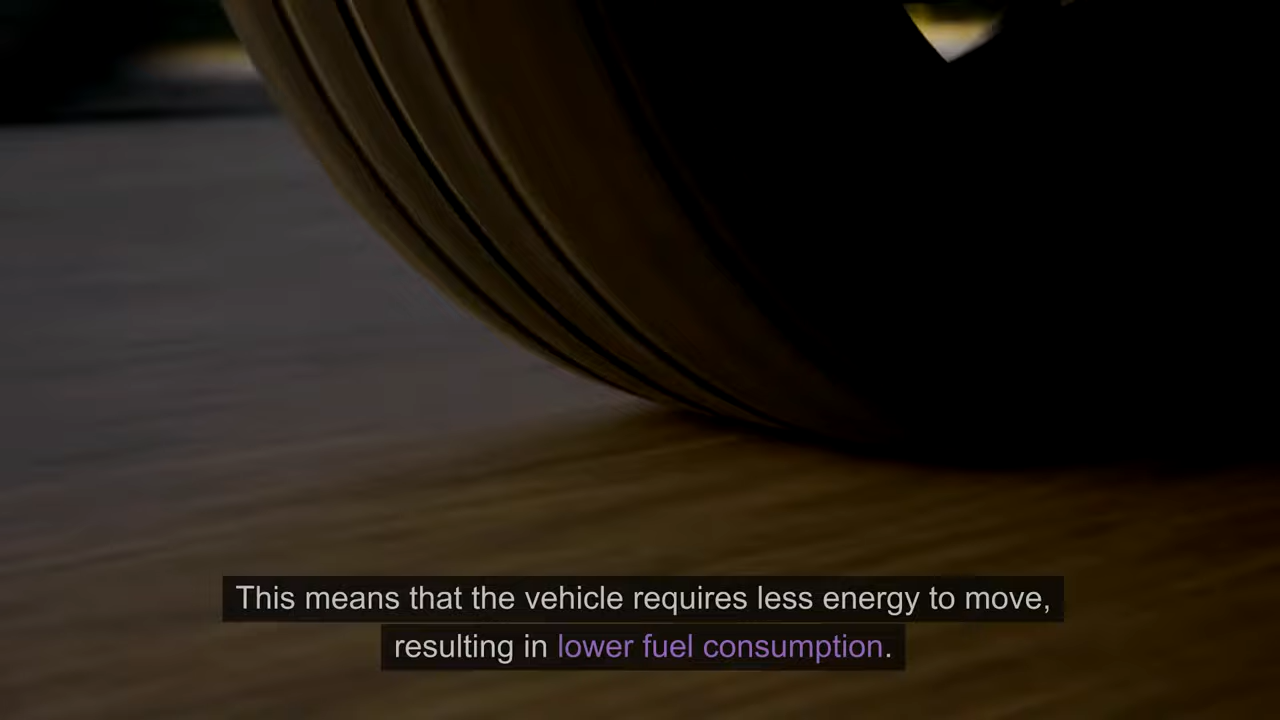 This means that the vehicle requires less energy to move,
resulting in lower fuel consumption.